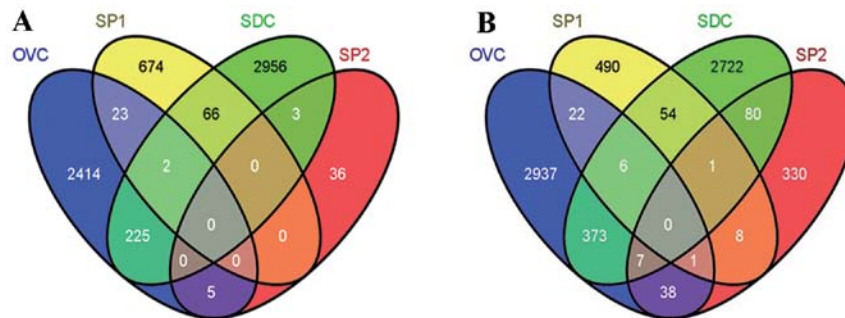 A
SP1 SDC
OVC SP2
674 2956
23 66 3
2414 2 0 36
0
225 0
0 0
5
B
SP1 SDC
OVC SP2
490 2722
22 54 80
2937 6 1 330
0
373 8
7 1
38